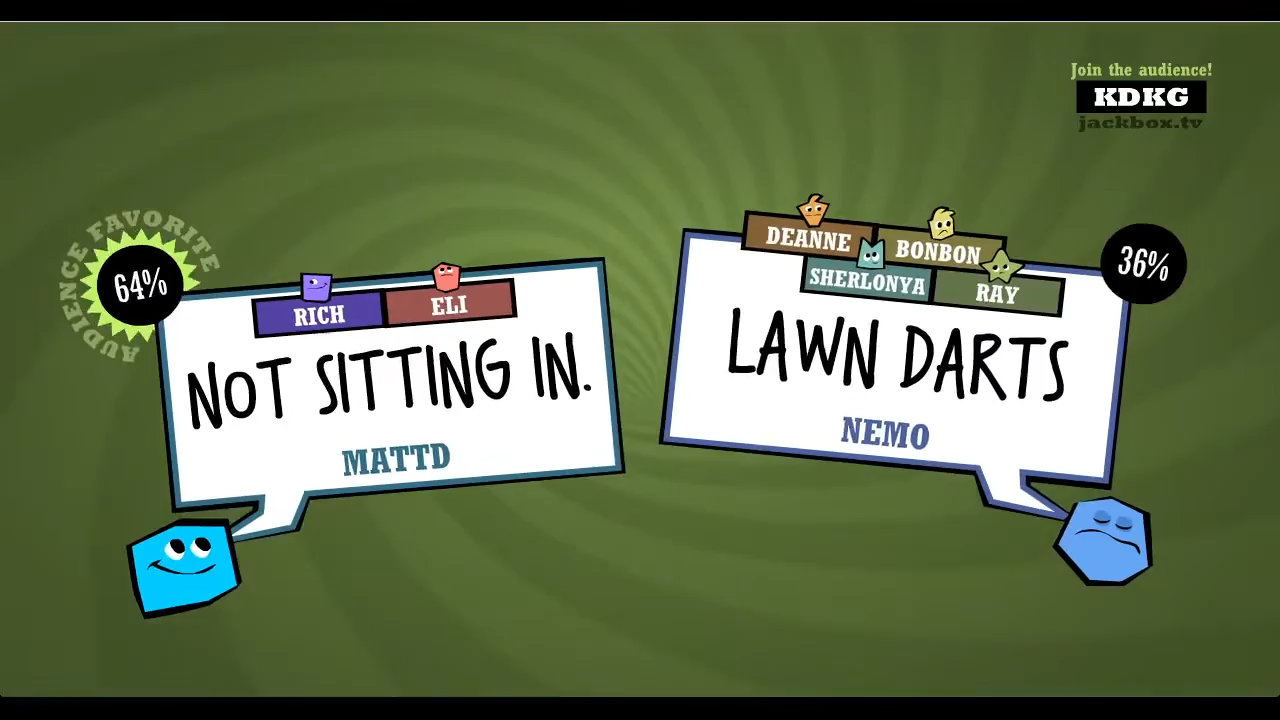 Join the audience!
KDKG
jackbox.tv
AUDIENCE FAVORITE
64%
RICH
ELI
NOT SITTING IN.
MATTD
36%
DEANNE
BONBON
SHERLONYA
RAY
LAWN DARTS
NEMO